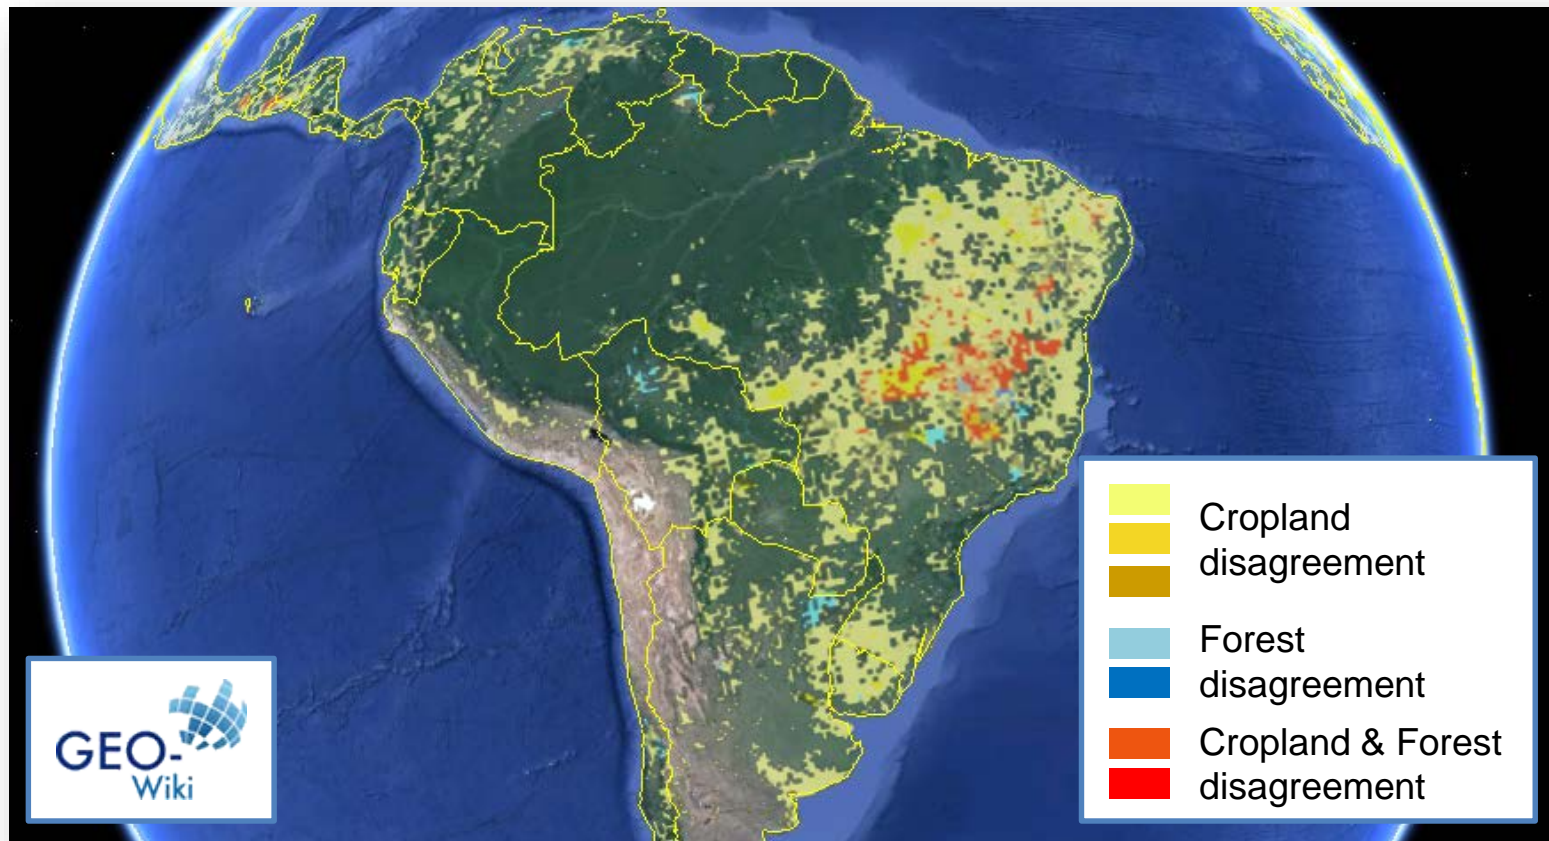 Cropland
disagreement
Forest
disagreement
Cropland & Forest
disagreement
GEO-
Wiki